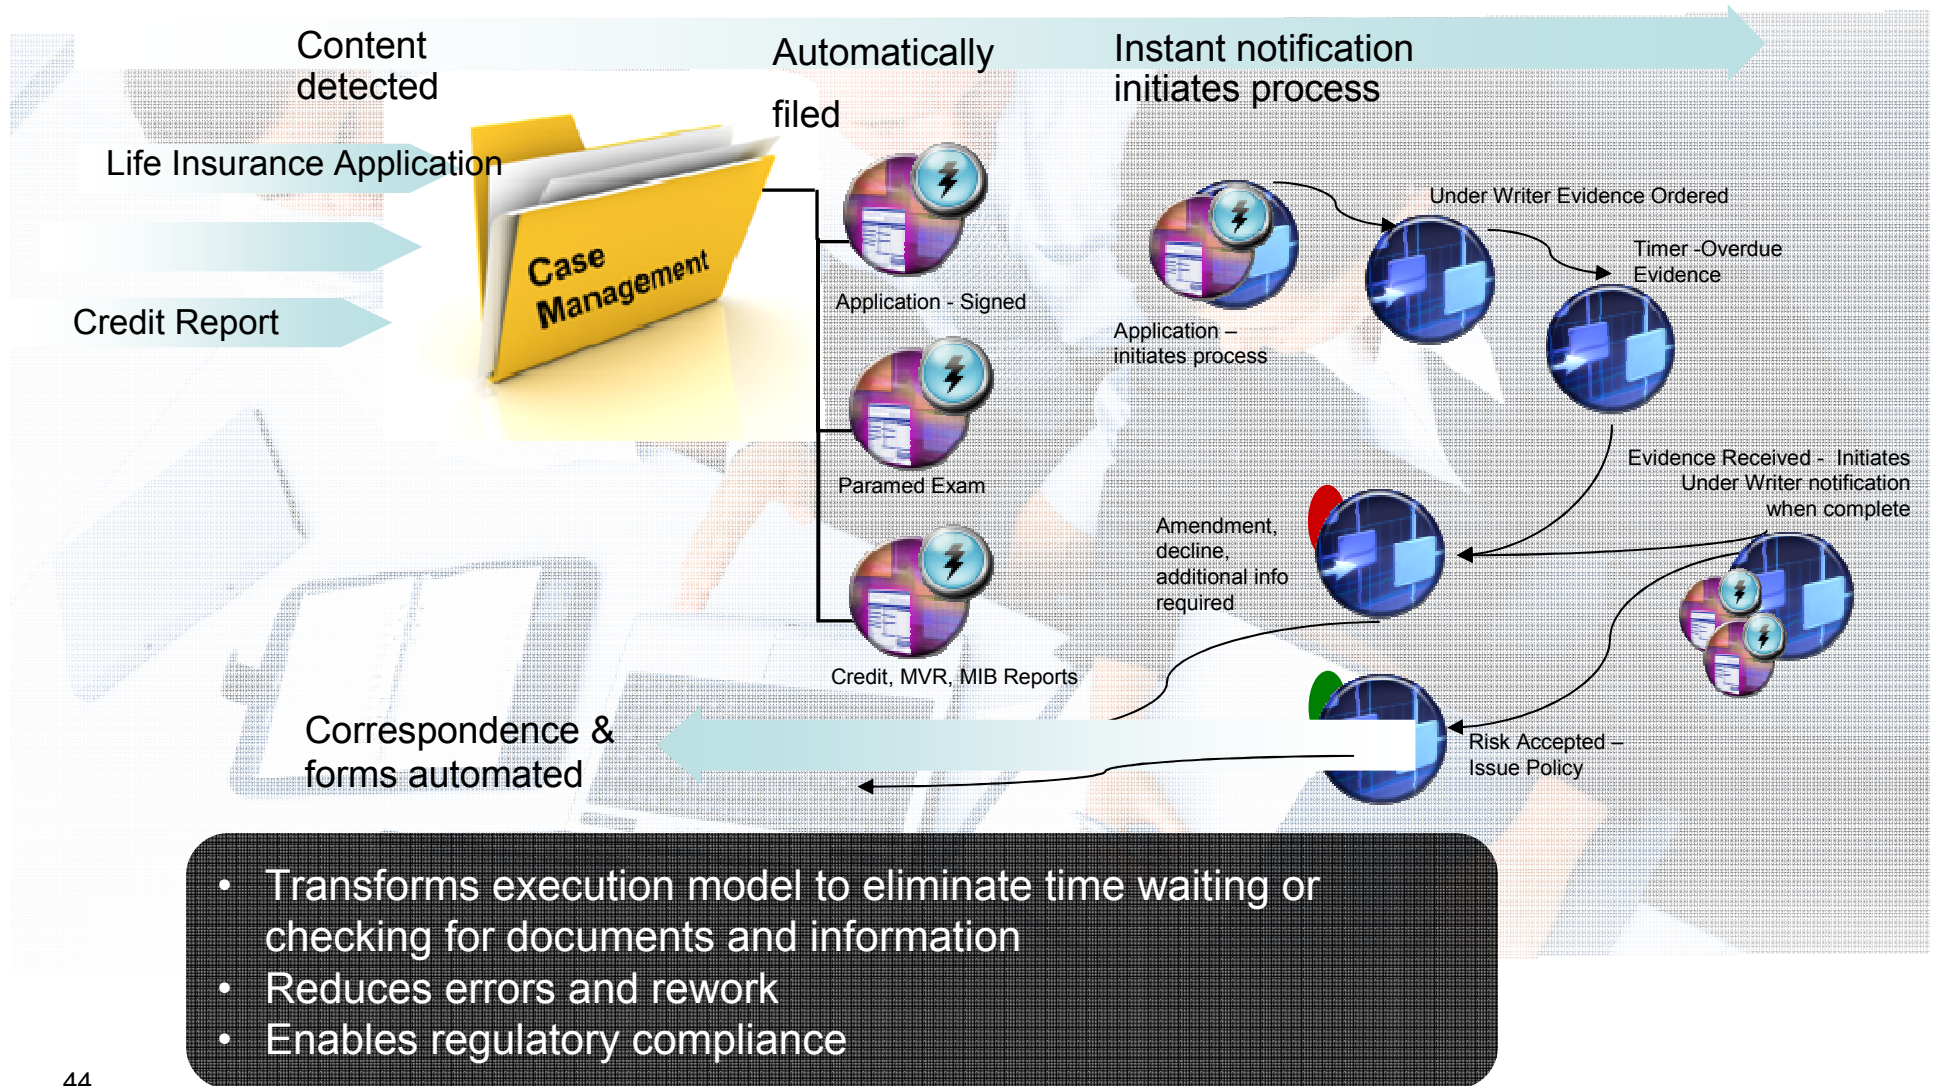 Content
detected
Automatically
filed
Instant notification
initiates process
Life Insurance Application
Credit Report
Case
Management
Application - Signed
Paramed Exam
Credit, MVR, MIB Reports
Application –
initiates process
Under Writer Evidence Ordered
Timer -Overdue
Evidence
Evidence Received - Initiates
Under Writer notification
when complete
Amendment,
decline,
additional info
required
Risk Accepted –
Issue Policy
Correspondence &
forms automated
• Transforms execution model to eliminate time waiting or
checking for documents and information
• Reduces errors and rework
• Enables regulatory compliance
44